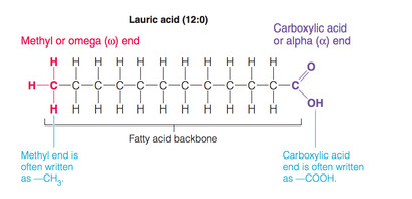 Lauric acid (12:0)
Carboxylic acid
or alpha (α) end
Methyl or omega (ω) end
H H H H H H H H H H H
O
H—C—C—C—C—C—C—C—C—C—C—C—C
OH
H H H H H H H H H H H
Fatty acid backbone
Methyl end is
often written
as —CH₃.
Carboxylic acid
end is often written
as —COOH.